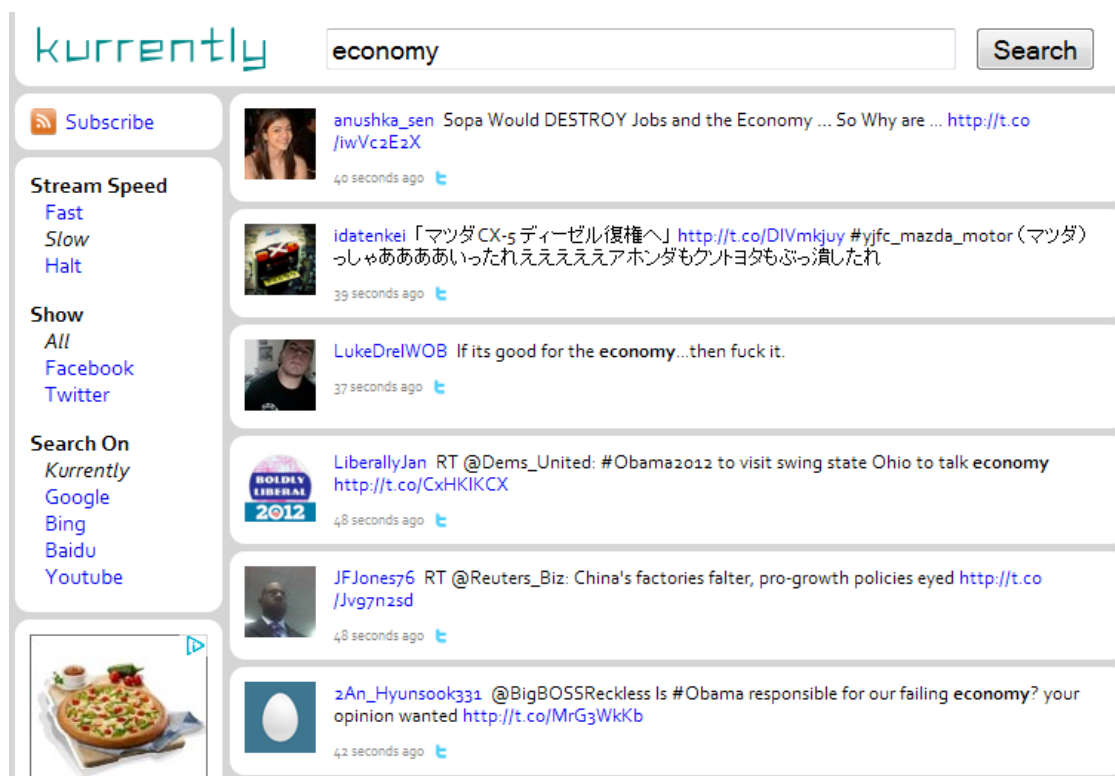 kurrently
economy
Search
Subscribe
Stream Speed
Fast
Slow
Halt
Show
All
Facebook
Twitter
Search On
Kurrently
Google
Bing
Baidu
Youtube
anushka_sen Sopa Would DESTROY Jobs and the Economy ... So Why are ... http://t.co
/iwVc2E2X
40 seconds ago
idatenkei「マツダCX-5 ディーゼル復権へ」http://t.co/DIVmkjuy #yjfc_mazda_motor（マツダ）
っしゃああああいったれえええええアホンダもクソトヨタもぶっ潰したれ
39 seconds ago
LukeDrelWOB If its good for the economy...then fuck it.
37 seconds ago
BOLDLY
LIBERAL
2012
LiberallyJan RT @Dems_United: #Obama2012 to visit swing state Ohio to talk economy
http://t.co/CxHKIKCX
48 seconds ago
JFJones76 RT @Reuters_Biz: China's factories falter, pro-growth policies eyed http://t.co
/Jv97n2sd
48 seconds ago
2An_Hyunsook331 @BigBOSSReckless Is #Obama responsible for our failing economy? your
opinion wanted http://t.co/MrG3WkKb
42 seconds ago